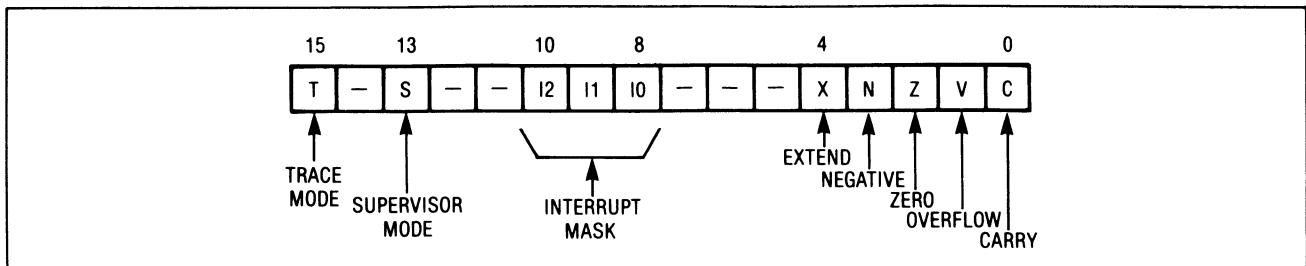 15 13 10 8 4 0
T — S — — I2 I1 I0 — — — X N Z V C
TRACE
MODE
SUPERVISOR
MODE
INTERRUPT
MASK
EXTEND
NEGATIVE
ZERO
OVERFLOW
CARRY